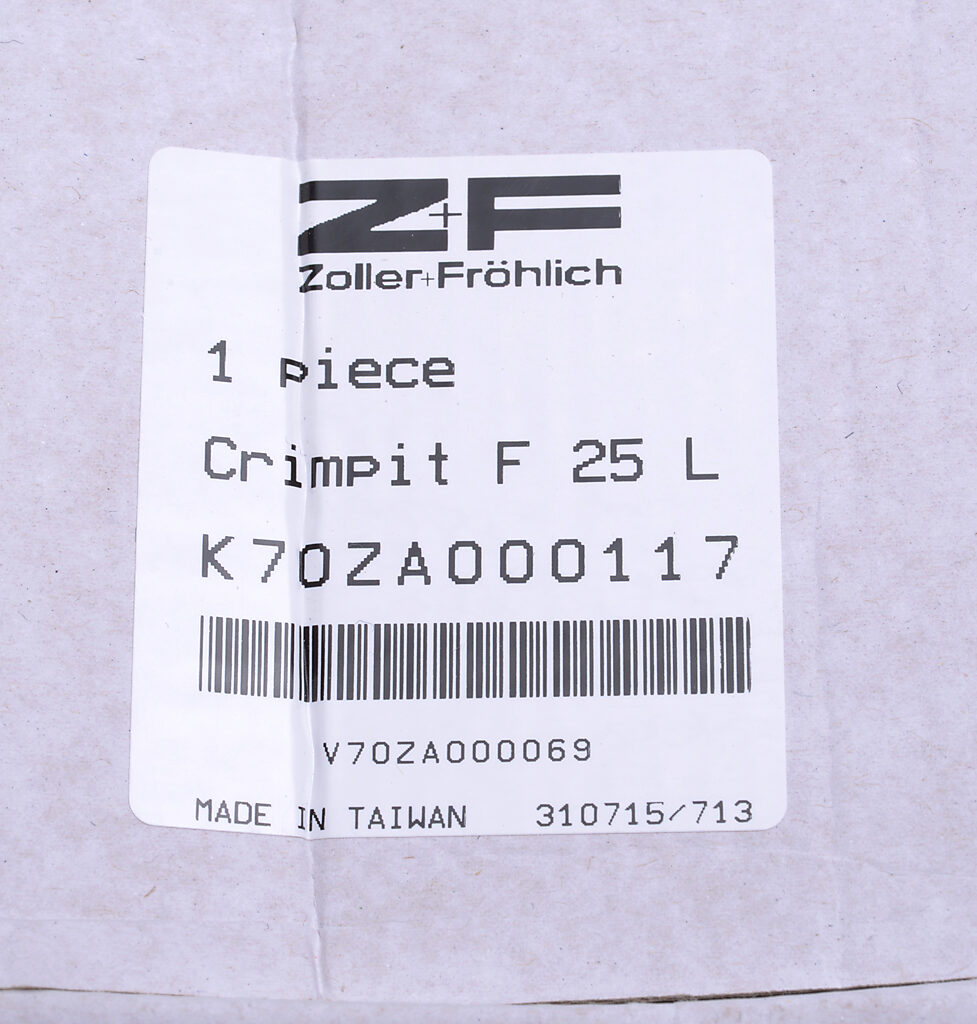 Z+F
Zoller+Fröhlich
1 piece
Crimpit F 25 L
K70ZA000117
V70ZA000069
MADE IN TAIWAN 310715/713